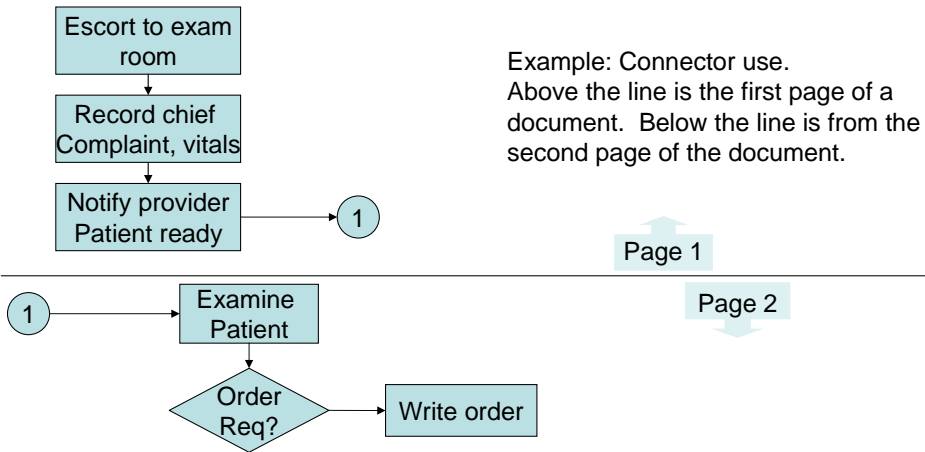 Escort to exam
room
Record chief
Complaint, vitals
Notify provider
Patient ready
1
Example: Connector use.
Above the line is the first page of a
document.  Below the line is from the
second page of the document.
Page 1
Page 2
1
Examine
Patient
Order
Req?
Write order